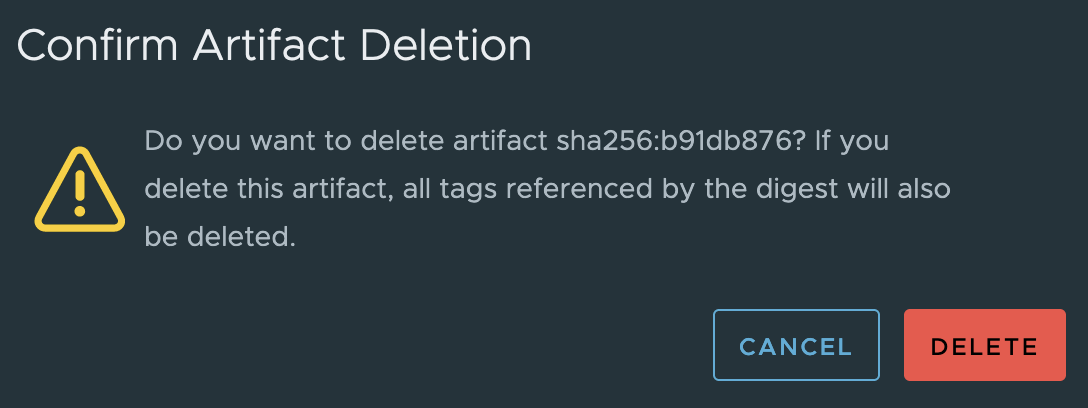 Confirm Artifact Deletion
Do you want to delete artifact sha256:b91db876? If you
delete this artifact, all tags referenced by the digest will also
be deleted.
CANCEL
DELETE